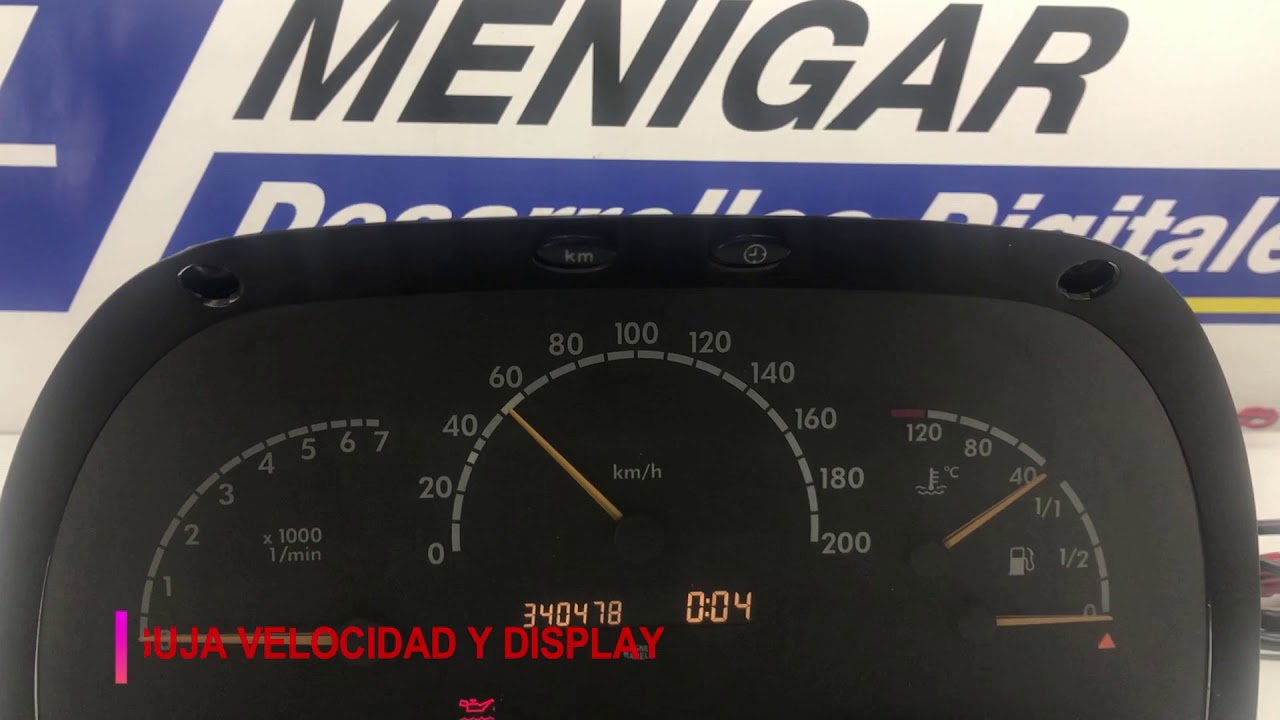 MENIGAR
Desarrollos Digitale
km
80 100 120
60 140
40 160
20 180
0 200
km/h
1 2 3 4 5 6 7
x 1000
1/min
120 80 40
°C
1/1
1/2
0
340478 0:04
UJA VELOCIDAD Y DISPLAY